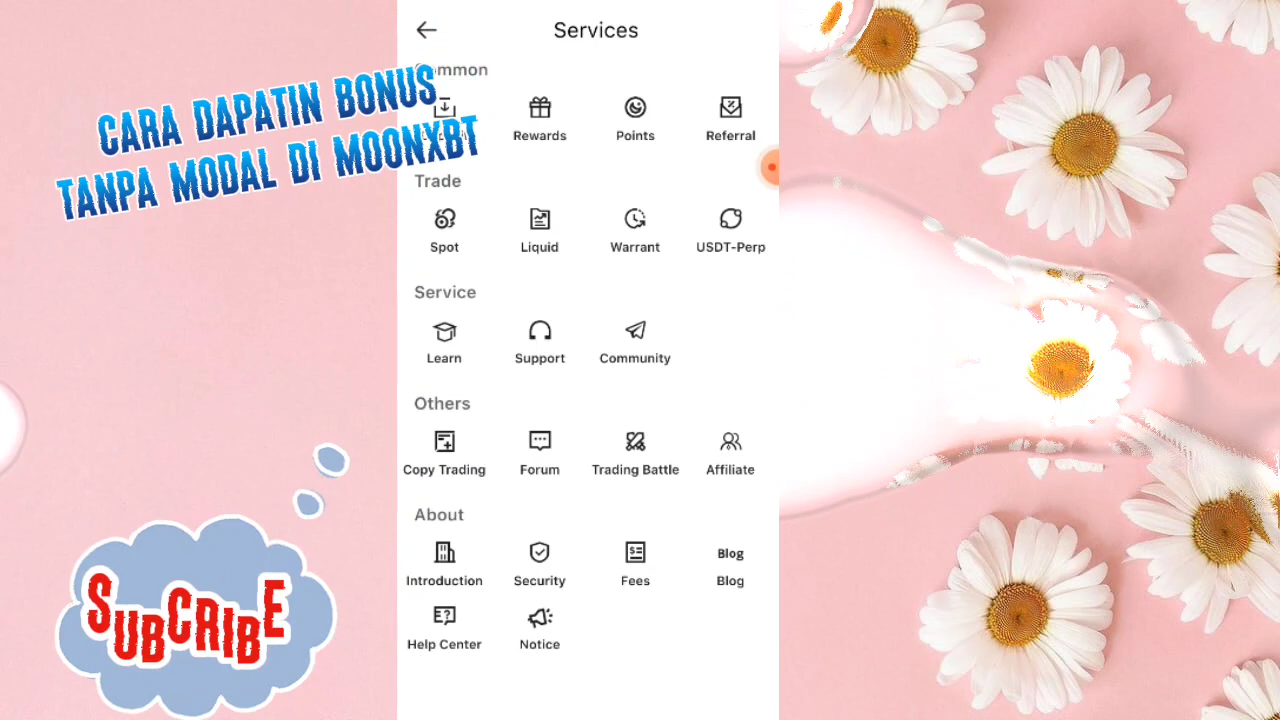 Services
CARA DAPATIN BONUS
TANPA MODAL DI MOONXBT
Rewards Points Referral
Trade
Spot Liquid Warrant USDT-Perp
Service
Learn Support Community
Others
Copy Trading Forum Trading Battle Affiliate
About
Blog
Introduction Security Fees Blog
Help Center Notice
SUBCRIBE